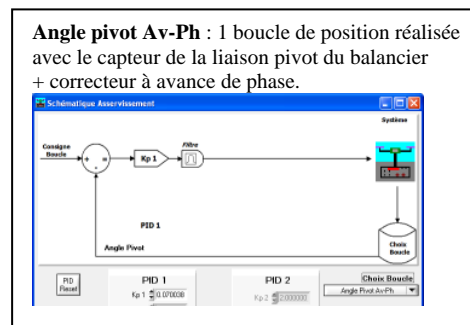 Angle pivot Av-Ph : 1 boucle de position réalisée
avec le capteur de la liaison pivot du balancier
+ correcteur à avance de phase.
Schématique Asservissement
Système
Consigne
Boucle
+
=
-
Kp 1
Filtre
PID 1
Angle Pivot
Choix
Boucle
PID
Reset
PID 1
PID 2
Choix Boucle
Kp 1 0.070038
Kp 2 2.000000
Angle Pivot Av-Ph